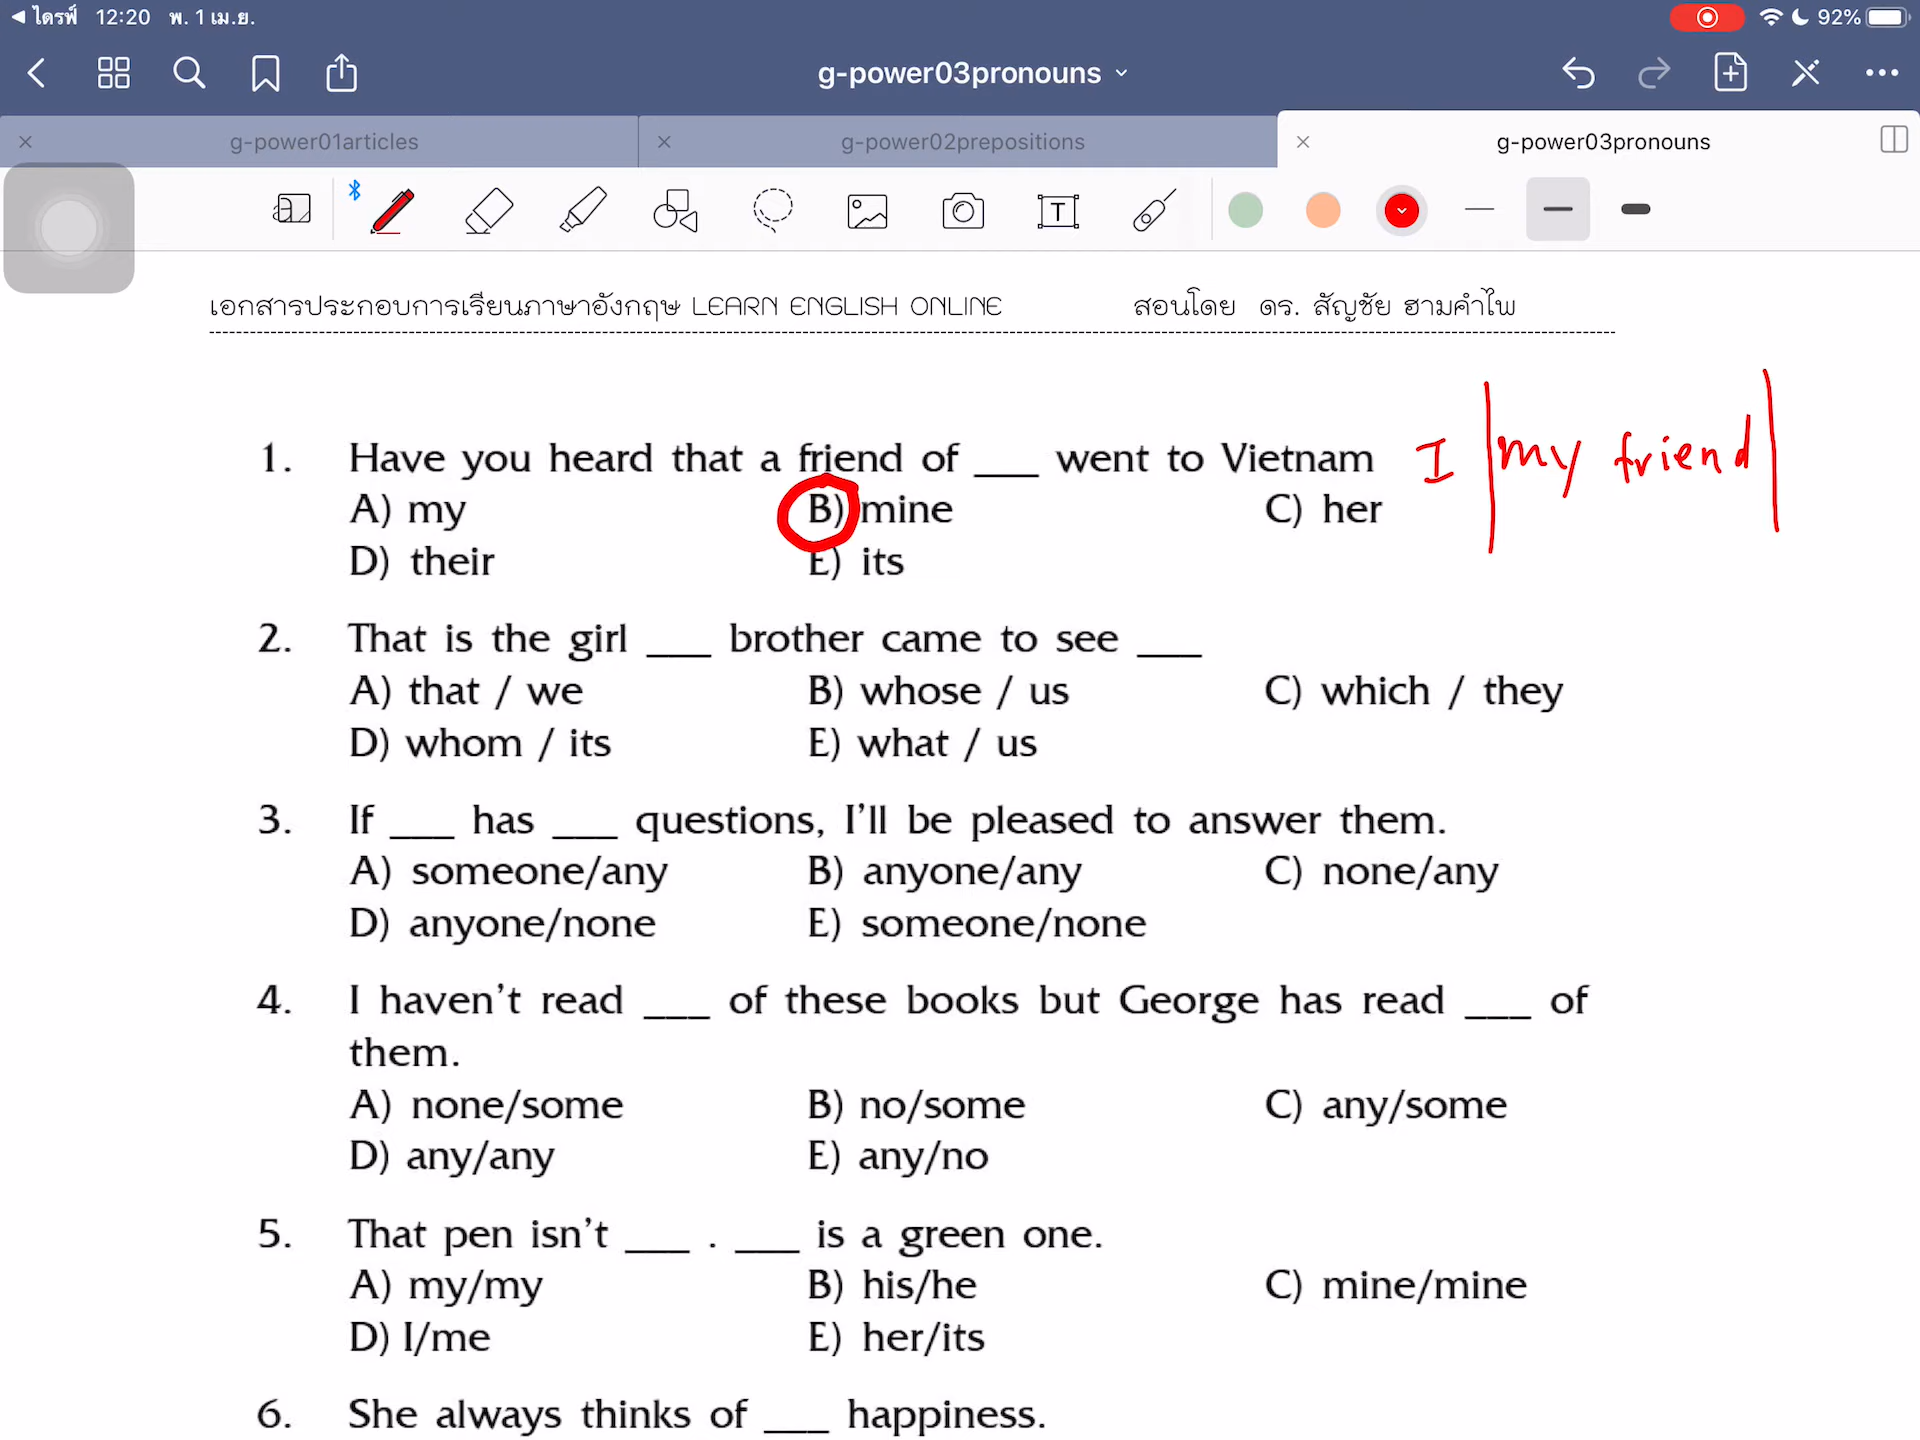 ไดรฟ์ 12:20 พ. 1 เม.ย. 92%
g-power03pronouns
g-power01articles g-power02prepositions g-power03pronouns
เอกสารประกอบการเรียนภาษาอังกฤษ LEARN ENGLISH ONLINE สอนโดย ดร. สัญชัย ฮามคำไพ
1. Have you heard that a friend of ___ went to Vietnam I my friend
A) my B) mine C) her
D) their E) its
2. That is the girl ___ brother came to see ___
A) that / we B) whose / us C) which / they
D) whom / its E) what / us
3. If ___ has ___ questions, I’ll be pleased to answer them.
A) someone/any B) anyone/any C) none/any
D) anyone/none E) someone/none
4. I haven’t read ___ of these books but George has read ___ of
them.
A) none/some B) no/some C) any/some
D) any/any E) any/no
5. That pen isn’t ___ . ___ is a green one.
A) my/my B) his/he C) mine/mine
D) I/me E) her/its
6. She always thinks of ___ happiness.